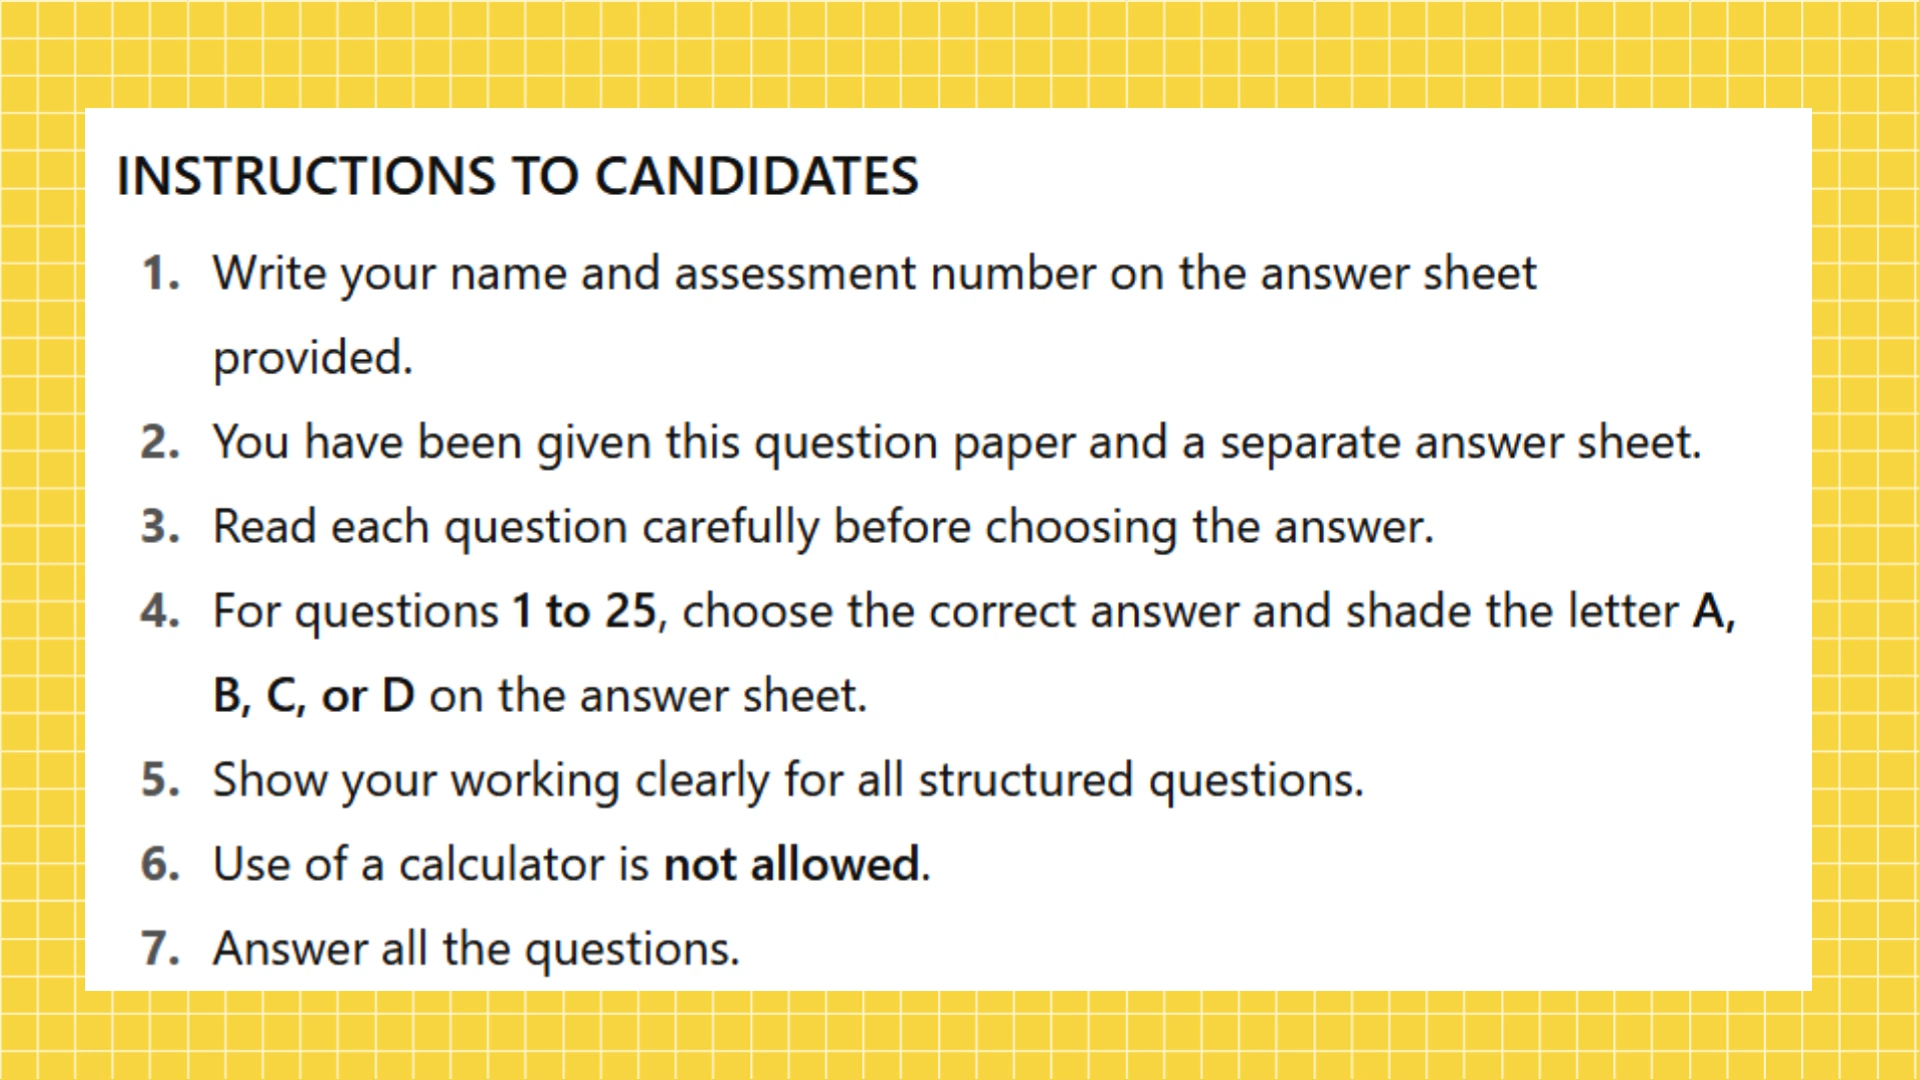 INSTRUCTIONS TO CANDIDATES
1. Write your name and assessment number on the answer sheet
provided.
2. You have been given this question paper and a separate answer sheet.
3. Read each question carefully before choosing the answer.
4. For questions 1 to 25, choose the correct answer and shade the letter A,
B, C, or D on the answer sheet.
5. Show your working clearly for all structured questions.
6. Use of a calculator is not allowed.
7. Answer all the questions.